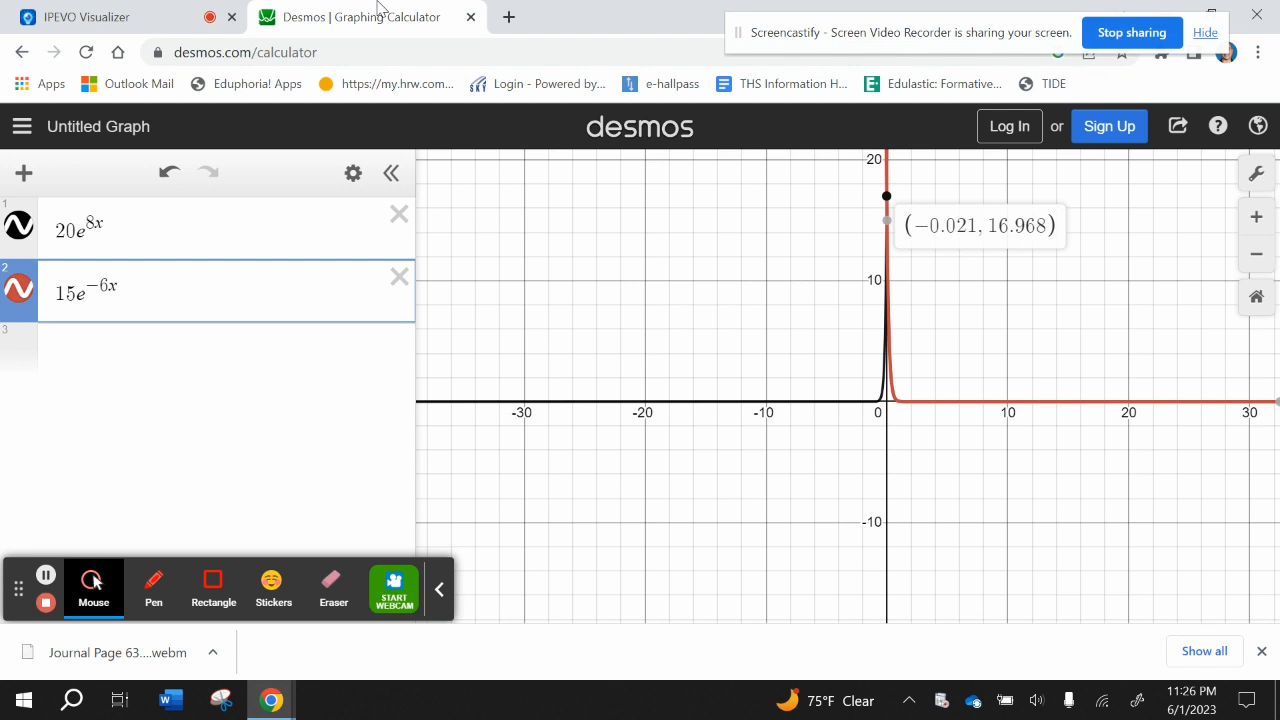 IPEVO Visualizer
Desmos | Graphing Calculator
Screencastify - Screen Video Recorder is sharing your screen.
Stop sharing
Hide
desmos.com/calculator
Apps
Outlook Mail
Eduphoria! App
https://my.hrw.com...
Login - Powered by...
e-hallpass
THS Information H...
Edulastic: Formative...
TIDE
Untitled Graph
desmos
Log In
or
Sign Up
1
20e^{8x}
2
15e^{-6x}
3
20
10
(−0.021, 16.968)
-30
-20
-10
0
10
20
30
-10
Mouse
Pen
Rectangle
Stickers
Eraser
START
WEBCAM
Journal Page 63....webm
Show all
75°F Clear
11:26 PM
6/1/2023